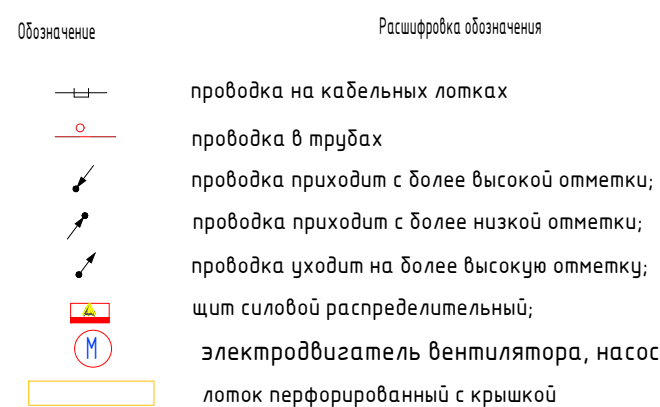 Обозначение Расшифровка обозначения
проводка на кабельных лотках
проводка в трубах
проводка приходит с более высокой отметки;
проводка приходит с более низкой отметки;
проводка уходит на более высокую отметку;
щит силовой распределительный;
М электродвигатель вентилятора, насос
лоток перфорированный с крышкой